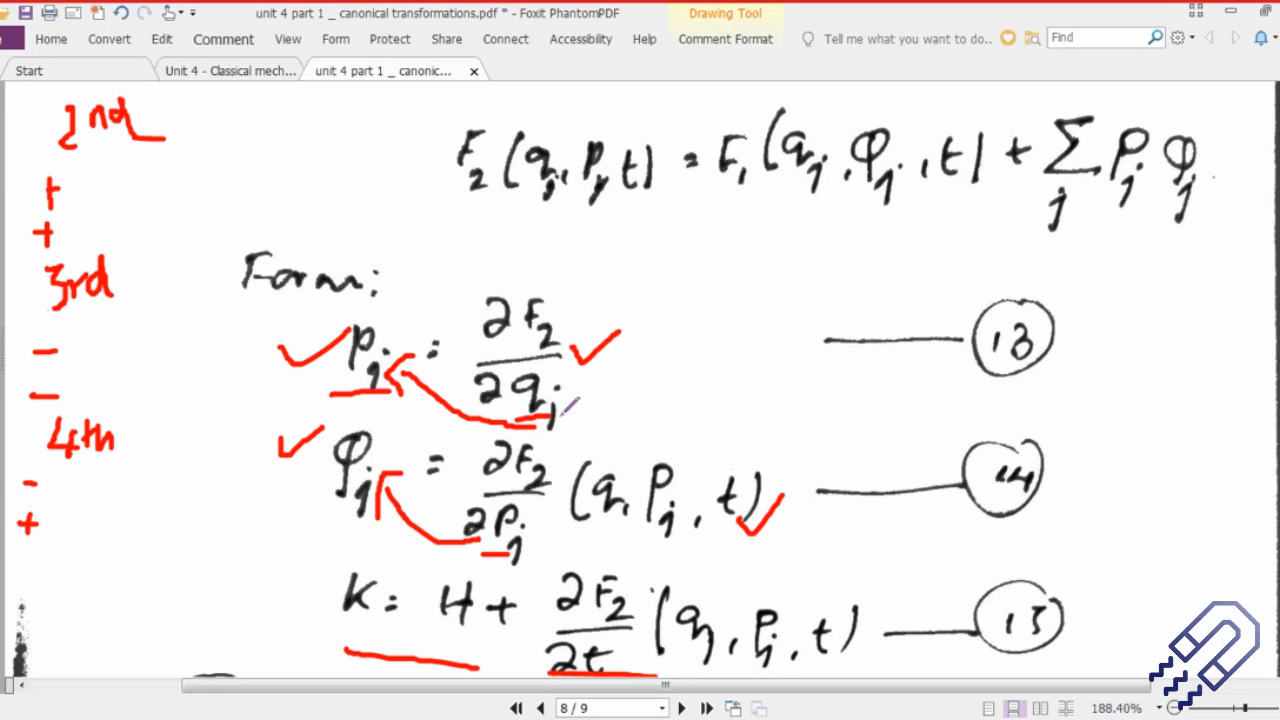 unit 4 part 1 _ canonical transformations.pdf * - Foxit PhantomPDF
Drawing Tool
Home Convert Edit Comment View Form Protect Share Connect Accessibility Help Comment Format Tell me what you want to do.. Find
Start Unit 4 - Classical mech... unit 4 part 1 _ canonic... ×
2nd
+
+
3rd
-
-
4th
-
+
F₂ (qⱼ, Pⱼ, t) = F₁ (qⱼ, Qⱼ, t) + Σⱼ Pⱼ Qⱼ
Form:
pⱼ = ∂F₂/∂qⱼ —— 13
Qⱼ = ∂F₂/∂Pⱼ (q, Pⱼ, t) —— 14
K = H + ∂F₂/∂t (qⱼ, Pⱼ, t) —— 15
8 / 9
188.40%